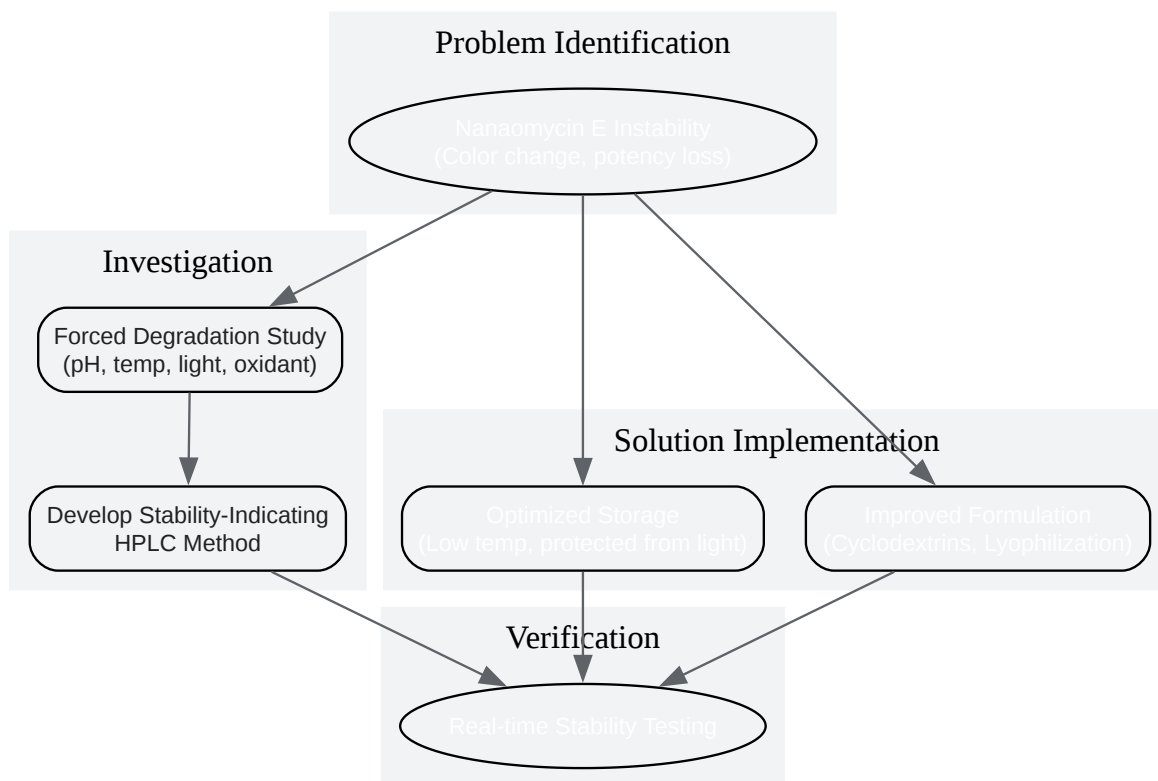 Problem Identification
Nanaomycin E Instability
(Color change, potency loss)
Investigation
Forced Degradation Study
(pH, temp, light, oxidant)
Develop Stability-Indicating
HPLC Method
Solution Implementation
Optimized Storage
(Low temp, protected from light)
Improved Formulation
(Cyclodextrins, Lyophilization)
Verification
Real-time Stability Testing